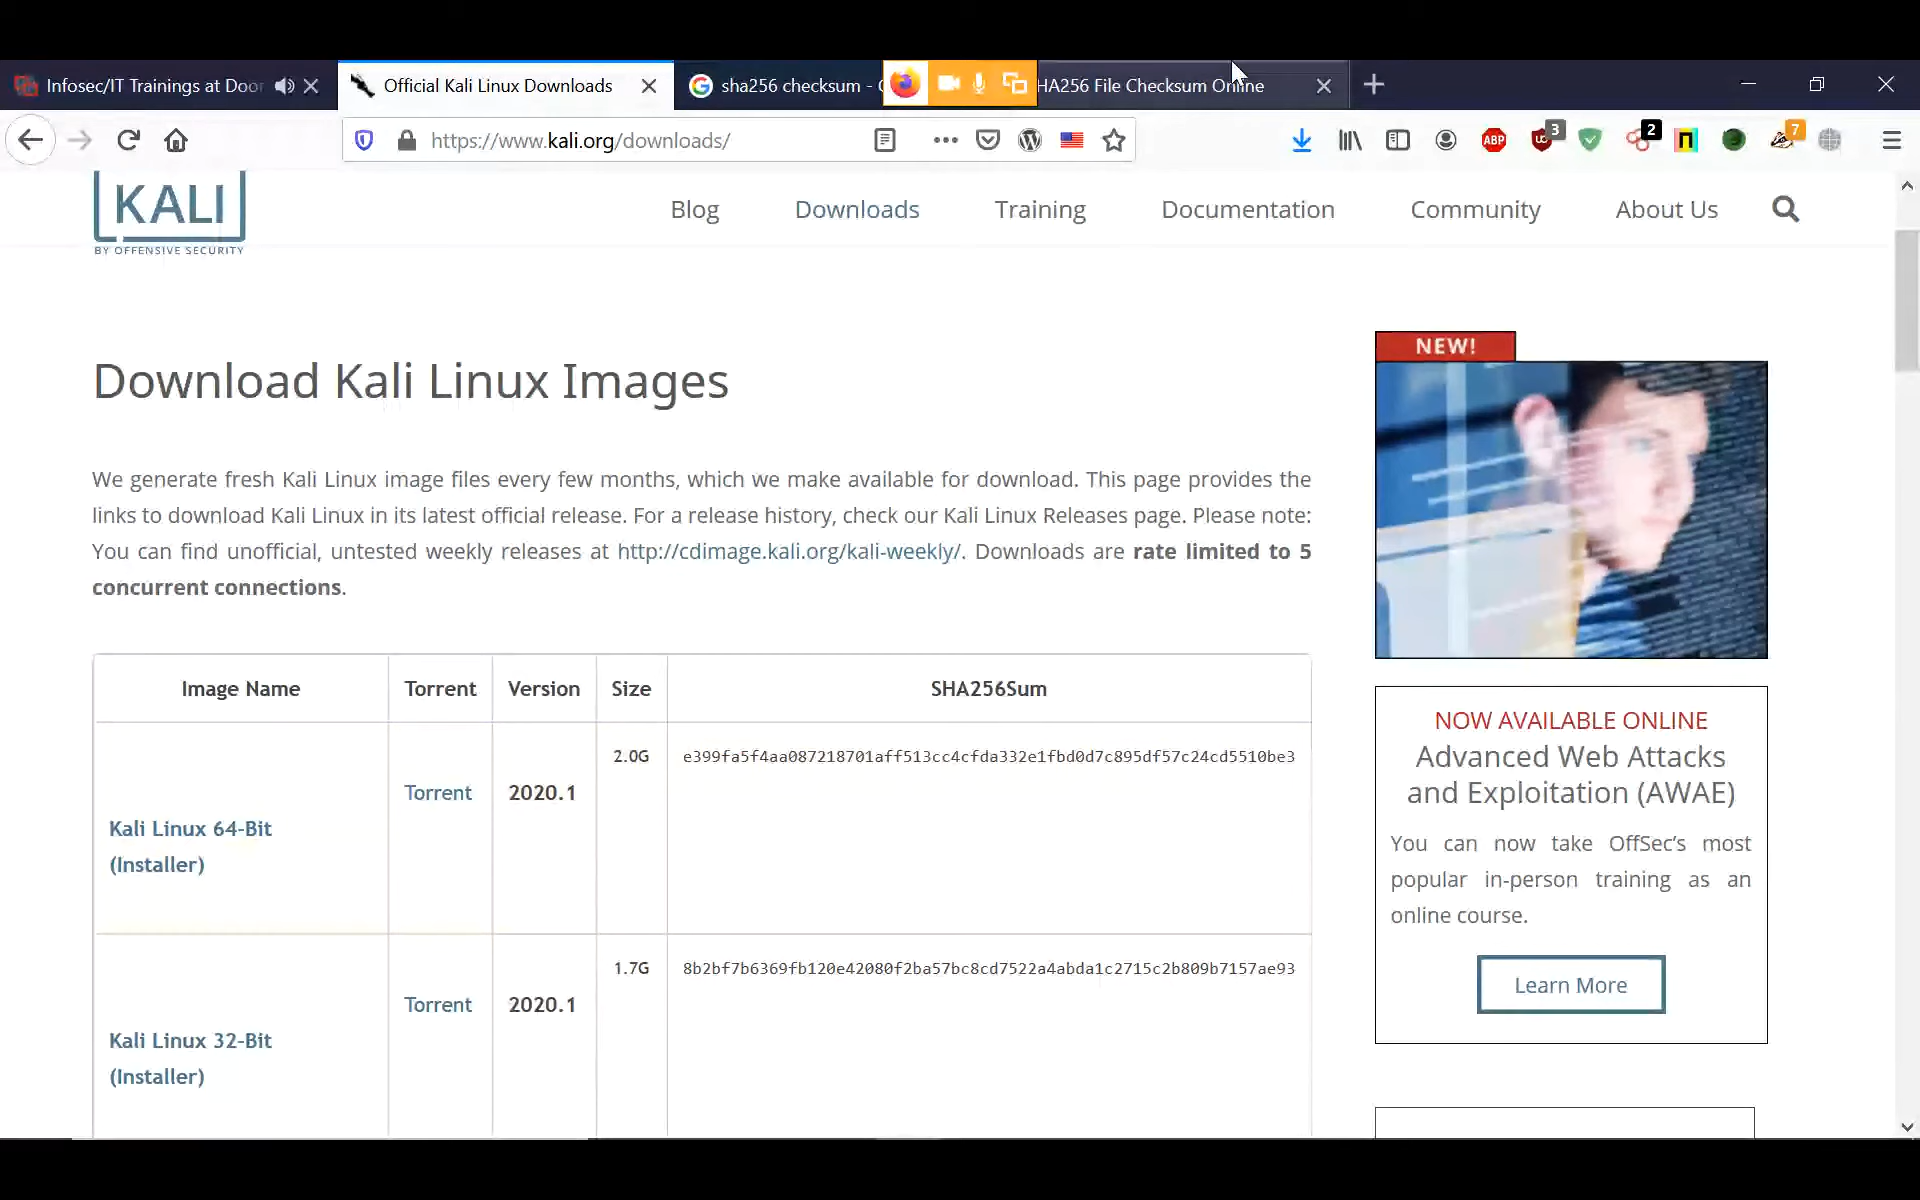 Infosec/IT Trainings at Door
Official Kali Linux Downloads
sha256 checksum - G
HA256 File Checksum Online
https://www.kali.org/downloads/
ABP
3
2
7
KALI
BY OFFENSIVE SECURITY
Blog
Downloads
Training
Documentation
Community
About Us
Download Kali Linux Images
We generate fresh Kali Linux image files every few months, which we make available for download. This page provides the
links to download Kali Linux in its latest official release. For a release history, check our Kali Linux Releases page. Please note:
You can find unofficial, untested weekly releases at http://cdimage.kali.org/kali-weekly/. Downloads are rate limited to 5
concurrent connections.
Image Name
Torrent
Version
Size
SHA256Sum
Kali Linux 64-Bit
(Installer)
Torrent
2020.1
2.0G
e399fa5f4aa087218701aff513cc4cfda332e1fbd0d7c895df57c24cd5510be3
Kali Linux 32-Bit
(Installer)
Torrent
2020.1
1.7G
8b2bf7b6369fb120e42080f2ba57bc8cd7522a4abda1c2715c2b809b7157ae93
NEW!
NOW AVAILABLE ONLINE
Advanced Web Attacks
and Exploitation (AWAE)
You can now take OffSec’s most
popular in-person training as an
online course.
Learn More